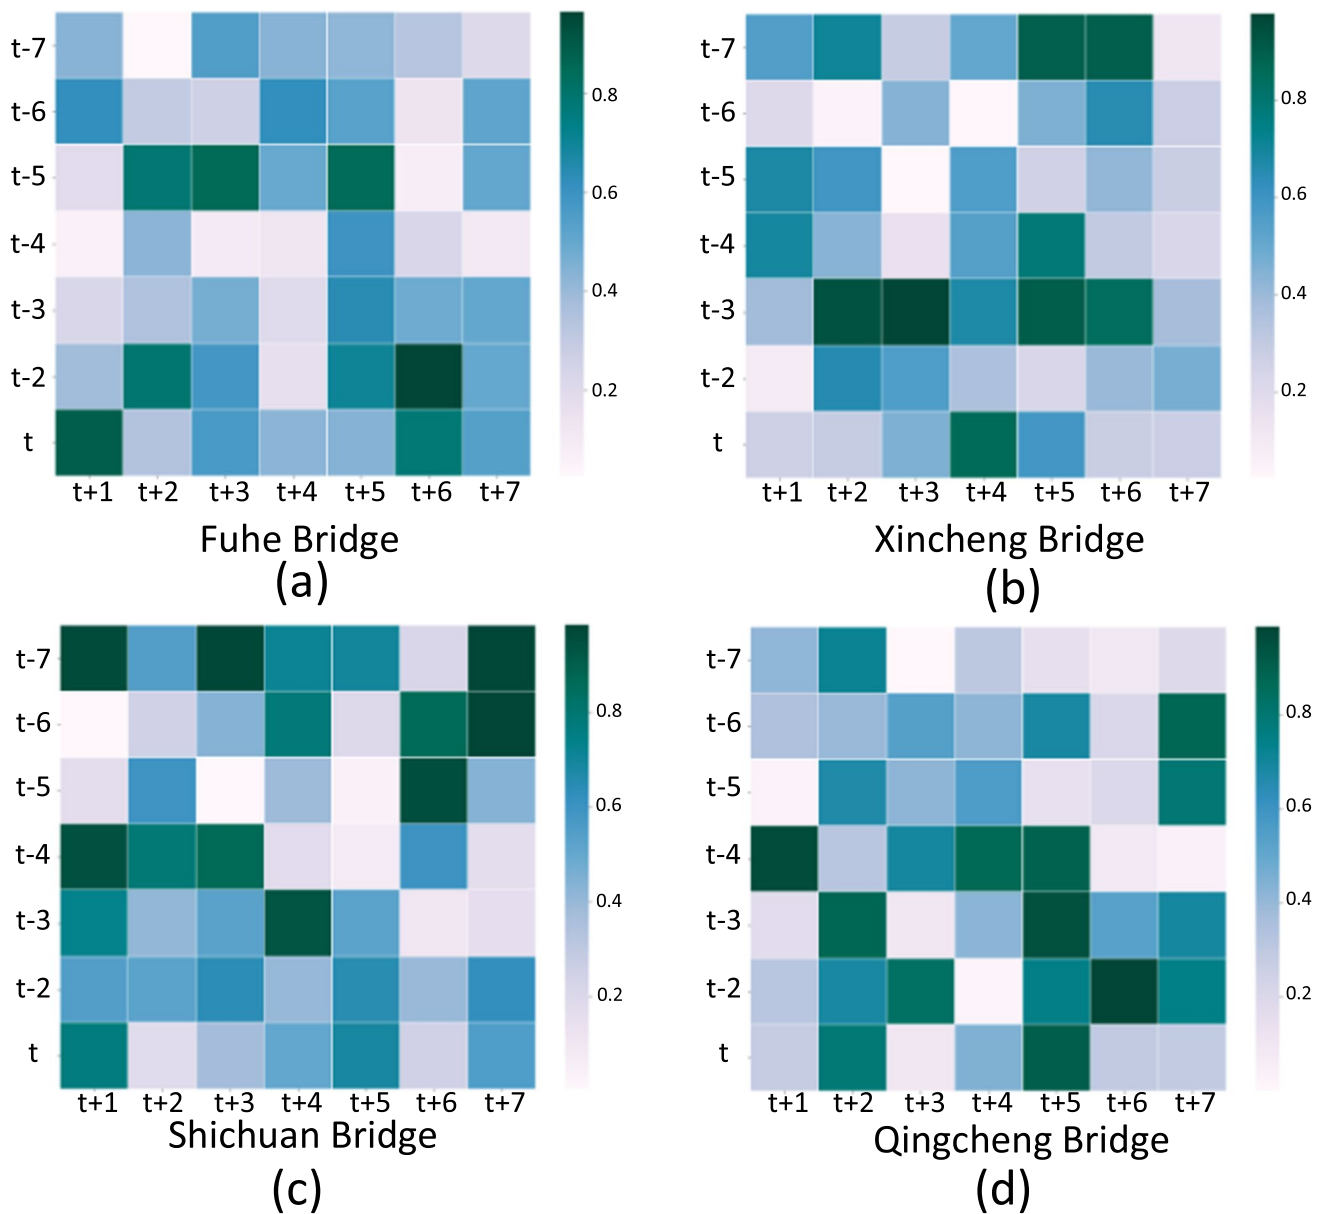 t-7
t-6
t-5
t-4
t-3
t-2
t
0.8
0.6
0.4
0.2
t+1 t+2 t+3 t+4 t+5 t+6 t+7
Fuhe Bridge
(a)
t-7
t-6
t-5
t-4
t-3
t-2
t
0.8
0.6
0.4
0.2
t+1 t+2 t+3 t+4 t+5 t+6 t+7
Xincheng Bridge
(b)
t-7
t-6
t-5
t-4
t-3
t-2
t
0.8
0.6
0.4
0.2
t+1 t+2 t+3 t+4 t+5 t+6 t+7
Shichuan Bridge
(c)
t-7
t-6
t-5
t-4
t-3
t-2
t
0.8
0.6
0.4
0.2
t+1 t+2 t+3 t+4 t+5 t+6 t+7
Qingcheng Bridge
(d)